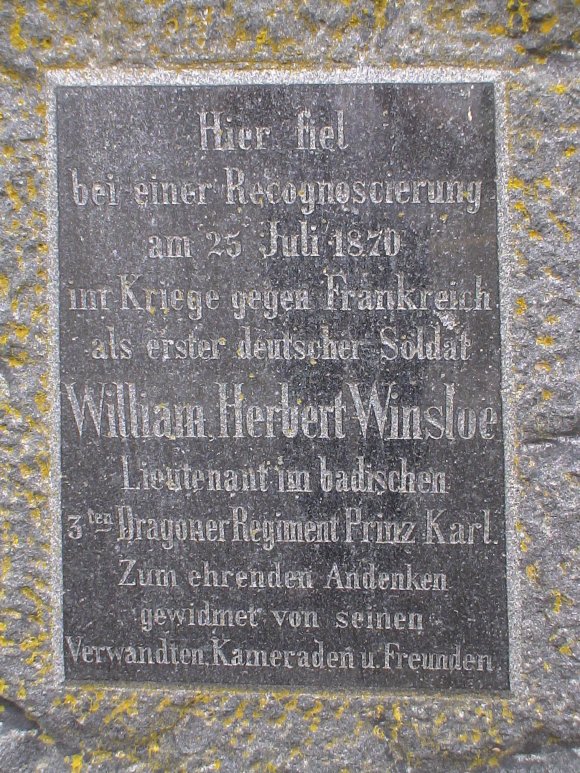 Hier fiel
bei einer Recognoscierung
am 25 Juli 1870
im Kriege gegen Frankreich
als erster deutscher Soldat
William Herbert Winsloe
Lieutenant im badischen
3ten Dragoner Regiment Prinz Karl.
Zum ehrenden Andenken
gewidmet von seinen
Verwandten, Kameraden u. Freunden.